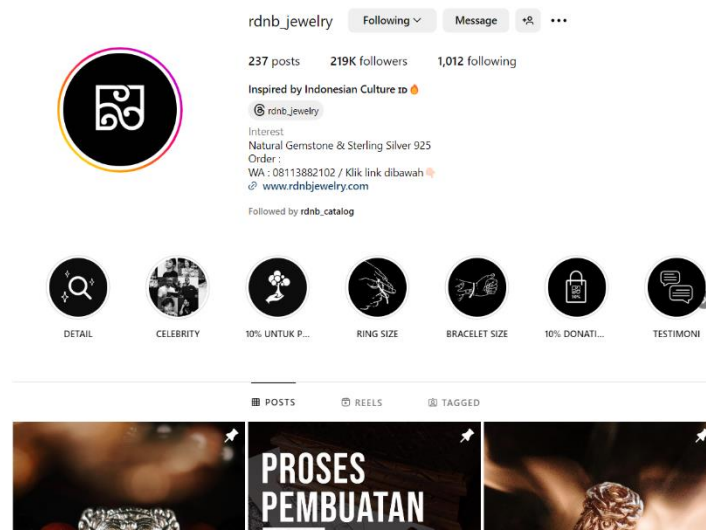 rdnb_jewelry Following Message
237 posts 219K followers 1,012 following
Inspired by Indonesian Culture ID 🔥
rdnb_jewelry
Interest
Natural Gemstone & Sterling Silver 925
Order :
WA : 08113882102 / Klik link dibawah 👇🏻
www.rdnbjewelry.com
Followed by rdnb_catalog
DETAIL CELEBRITY 10% UNTUK P... RING SIZE BRACELET SIZE 10% DONATI... TESTIMONI
POSTS REELS TAGGED
PROSES
PEMBUATAN